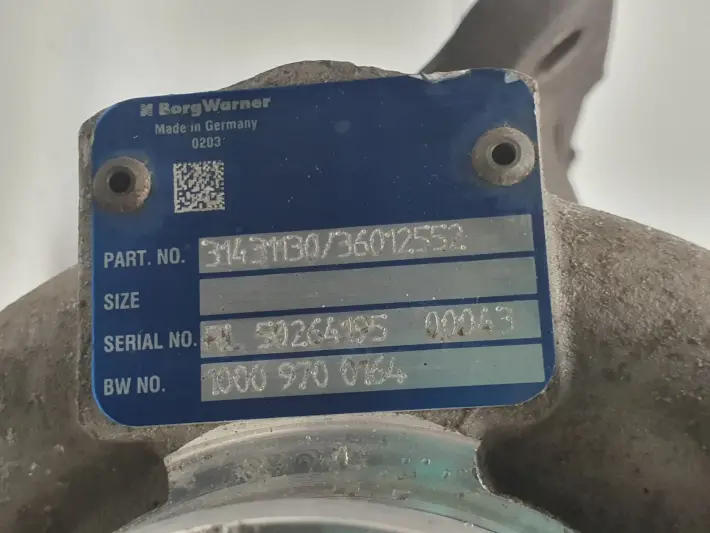 BorgWarner
Made in Germany
0203
PART. NO. 31431130/36012552
SIZE
SERIAL NO. 50264195 00043
BW NO. 1000 970 0164